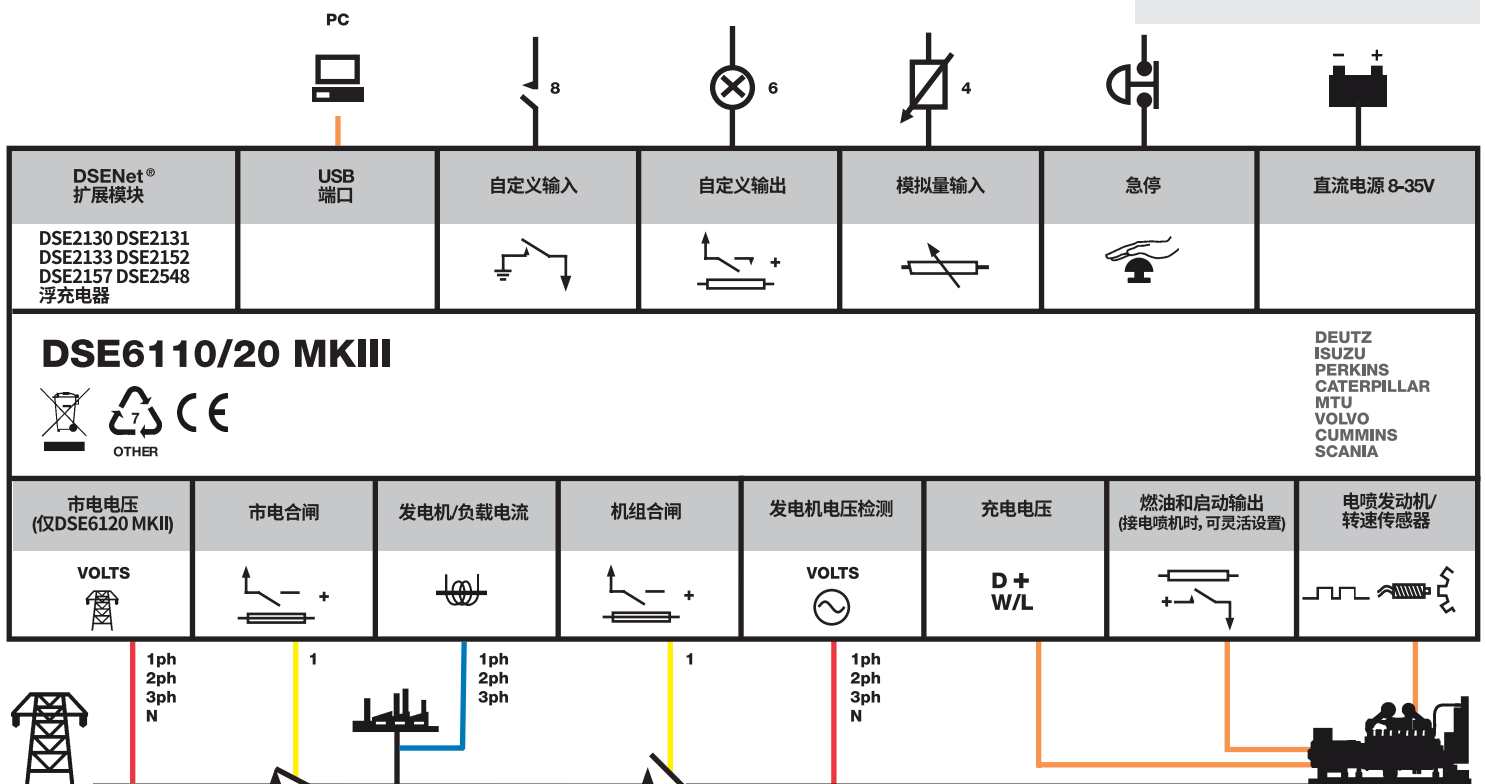 PC
8
6
4
- +
DSENet®
扩展模块
USB
端口
自定义输入
自定义输出
模拟量输入
急停
直流电源 8-35V
DSE2130 DSE2131
DSE2133 DSE2152
DSE2157 DSE2548
浮充电器
+
DSE6110/20 MKIII
7
OTHER
CE
DEUTZ
ISUZU
PERKINS
CATERPILLAR
MTU
VOLVO
CUMMINS
SCANIA
市电电压
(仅DSE6120 MKII)
市电合闸
发电机/负载电流
机组合闸
发电机电压检测
充电电压
燃油和启动输出
(接电喷机时, 可灵活设置)
电喷发动机/
转速传感器
VOLTS
+
+
VOLTS
D +
W/L
+
1ph
2ph
3ph
N
1
1ph
2ph
3ph
1
1ph
2ph
3ph
N